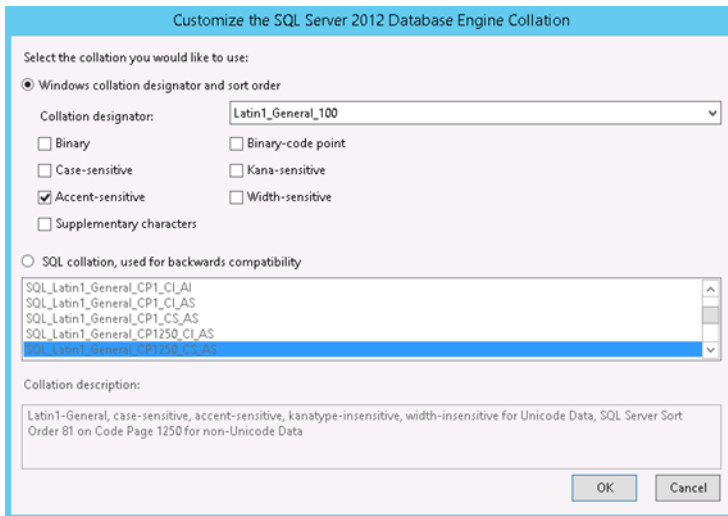 Customize the SQL Server 2012 Database Engine Collation
Select the collation you would like to use:
Windows collation designator and sort order
Collation designator: Latin1_General_100
Binary Binary-code point
Case-sensitive Kana-sensitive
Accent-sensitive Width-sensitive
Supplementary characters
SQL collation, used for backwards compatibility
SQL_Latin1_General_CP1_CI_AI
SQL_Latin1_General_CP1_CI_AS
SQL_Latin1_General_CP1_CS_AS
SQL_Latin1_General_CP1250_CI_AS
SQL_Latin1_General_CP1250_CS_AS
Collation description:
Latin1-General, case-sensitive, accent-sensitive, kanatype-insensitive, width-insensitive for Unicode Data, SQL Server Sort
Order 81 on Code Page 1250 for non-Unicode Data
OK Cancel